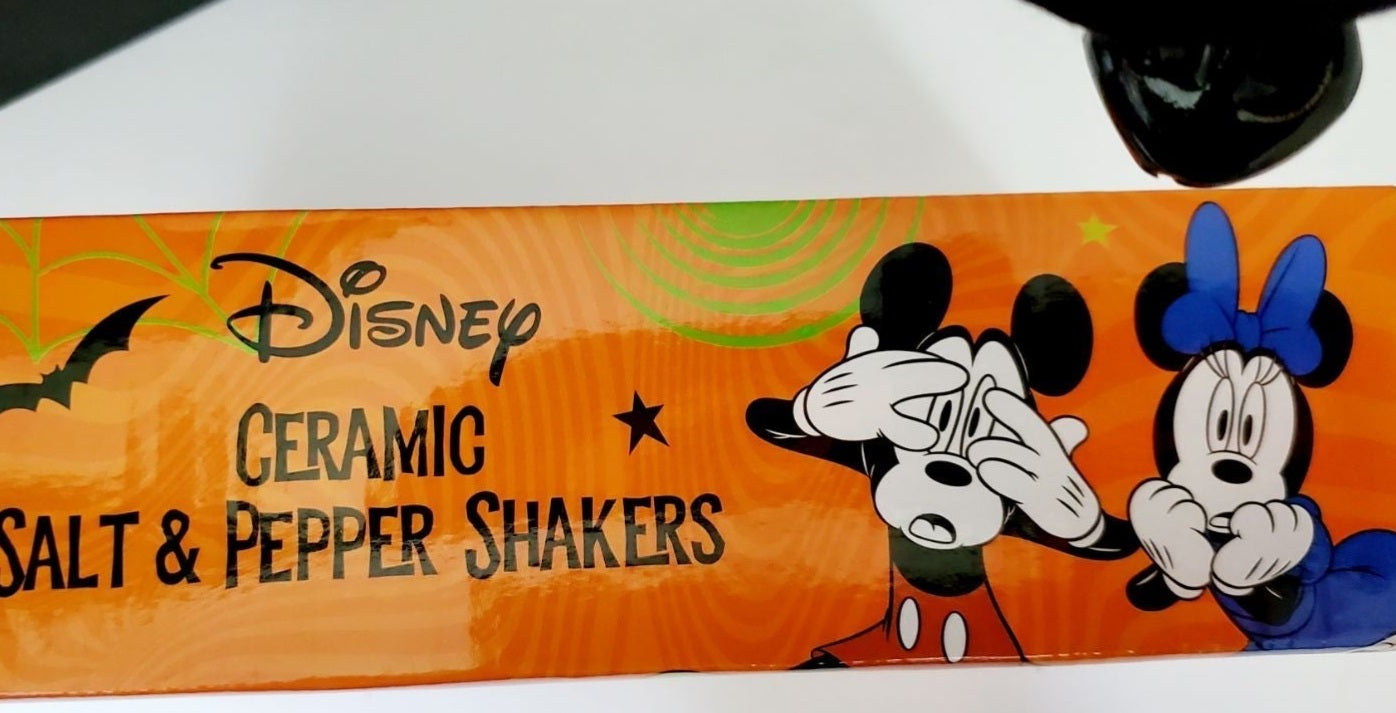 Disney
CERAMIC
SALT & PEPPER SHAKERS